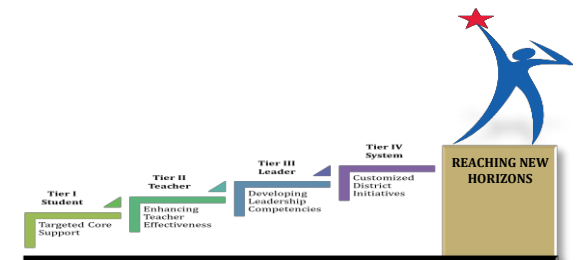 Tier I
Student
Targeted Core
Support
Tier II
Teacher
Enhancing
Teacher
Effectiveness
Tier III
Leader
Developing
Leadership
Competencies
Tier IV
System
Customized
District
Initiatives
REACHING NEW
HORIZONS